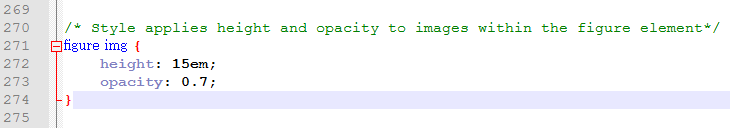 269
270 /* Style applies height and opacity to images within the figure element*/
271 figure img {
272 height: 15em;
273 opacity: 0.7;
274 }
275